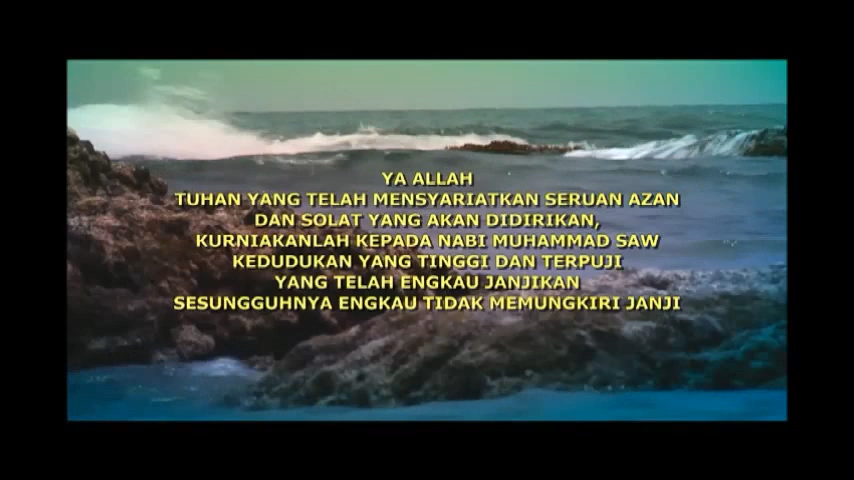 YA ALLAH
TUHAN YANG TELAH MENSYARIATKAN SERUAN AZAN
DAN SOLAT YANG AKAN DIDIRIKAN,
KURNIAKANLAH KEPADA NABI MUHAMMAD SAW
KEDUDUKAN YANG TINGGI DAN TERPUJI
YANG TELAH ENGKAU JANJIKAN
SESUNGGUHNYA ENGKAU TIDAK MEMUNGKIRI JANJI